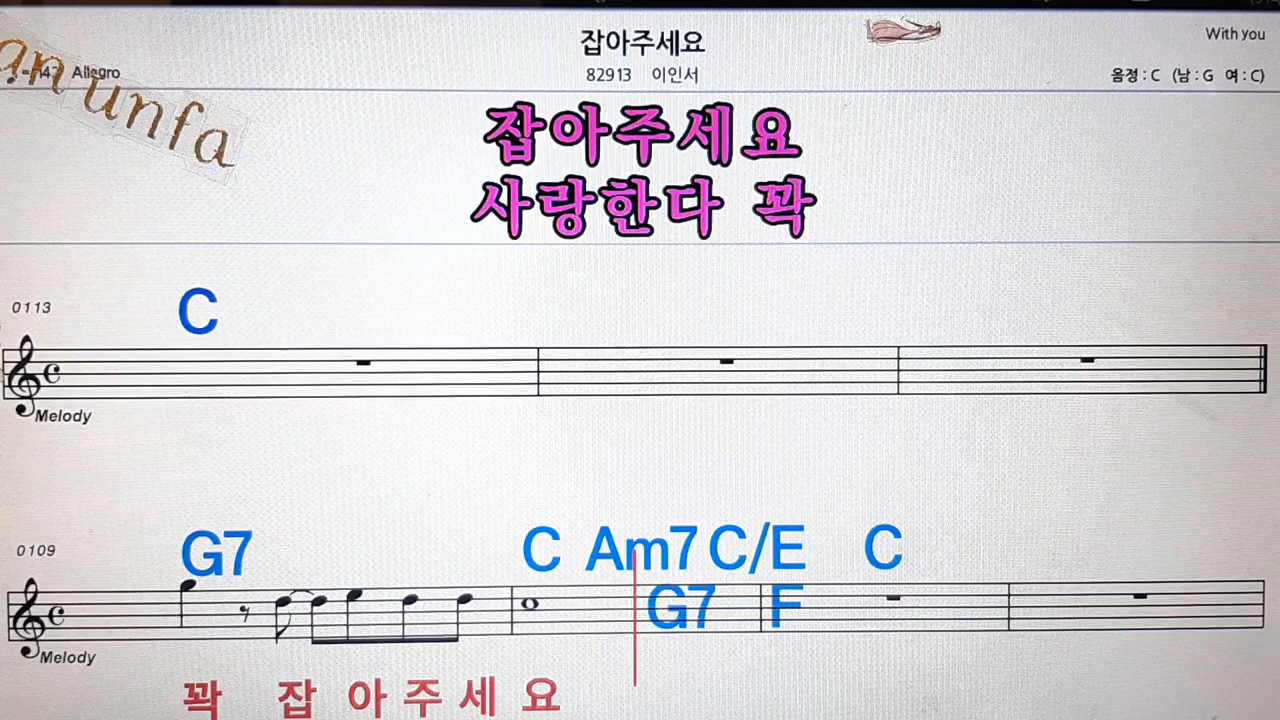 잡아주세요
With you
82913 이인서
음정 : C (남 : G 여 : C)
Allegro
an unfa
잡아주세요
사랑한다 꽉
0113
C
Melody
0109
G7 C Am7 C/E C
G7 F
Melody
꽉 잡아주세요